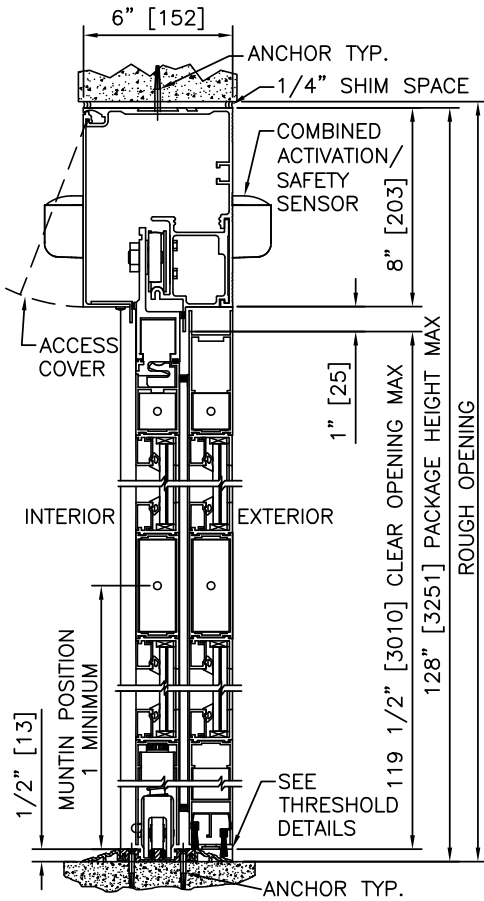 6" [152]
ANCHOR TYP.
1/4" SHIM SPACE
COMBINED
ACTIVATION/
SAFETY
SENSOR
8" [203]
ACCESS
COVER
1" [25]
INTERIOR
EXTERIOR
119 1/2" [3010] CLEAR OPENING MAX
128" [3251] PACKAGE HEIGHT MAX
ROUGH OPENING
MUNTIN POSITION
1 MINIMUM
1/2" [13]
SEE
THRESHOLD
DETAILS
ANCHOR TYP.